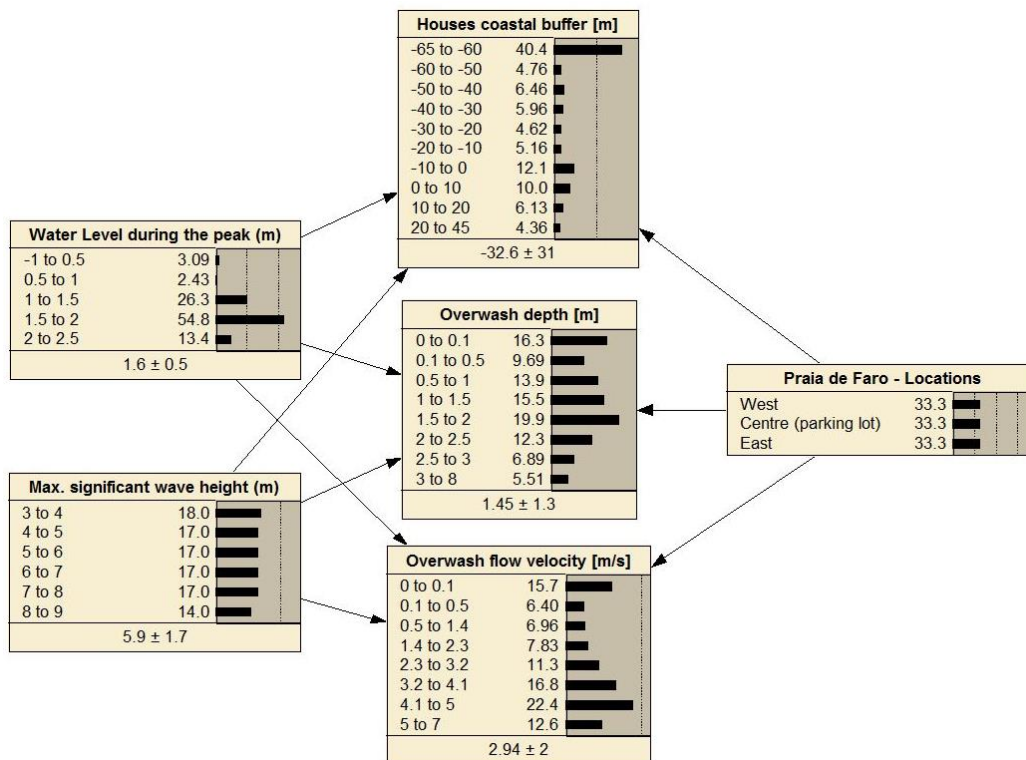 Houses coastal buffer [m]
-65 to -60 40.4
-60 to -50 4.76
-50 to -40 6.46
-40 to -30 5.96
-30 to -20 4.62
-20 to -10 5.16
-10 to 0 12.1
0 to 10 10.0
10 to 20 6.13
20 to 45 4.36
-32.6 ± 31
Water Level during the peak (m)
-1 to 0.5 3.09
0.5 to 1 2.43
1 to 1.5 26.3
1.5 to 2 54.8
2 to 2.5 13.4
1.6 ± 0.5
Overwash depth [m]
0 to 0.1 16.3
0.1 to 0.5 9.69
0.5 to 1 13.9
1 to 1.5 15.5
1.5 to 2 19.9
2 to 2.5 12.3
2.5 to 3 6.89
3 to 8 5.51
1.45 ± 1.3
Praia de Faro - Locations
West 33.3
Centre (parking lot) 33.3
East 33.3
Max. significant wave height (m)
3 to 4 18.0
4 to 5 17.0
5 to 6 17.0
6 to 7 17.0
7 to 8 17.0
8 to 9 14.0
5.9 ± 1.7
Overwash flow velocity [m/s]
0 to 0.1 15.7
0.1 to 0.5 6.40
0.5 to 1.4 6.96
1.4 to 2.3 7.83
2.3 to 3.2 11.3
3.2 to 4.1 16.8
4.1 to 5 22.4
5 to 7 12.6
2.94 ± 2